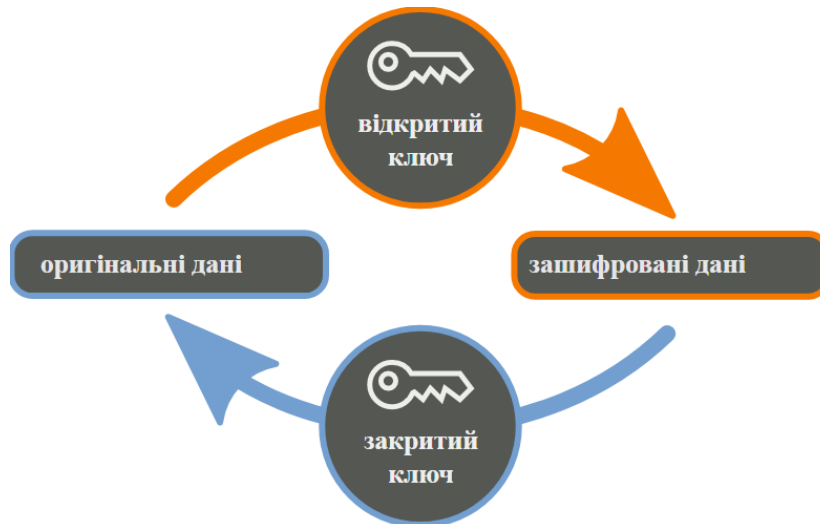 відкритий
ключ
оригінальні дані
зашифровані дані
закритий
ключ